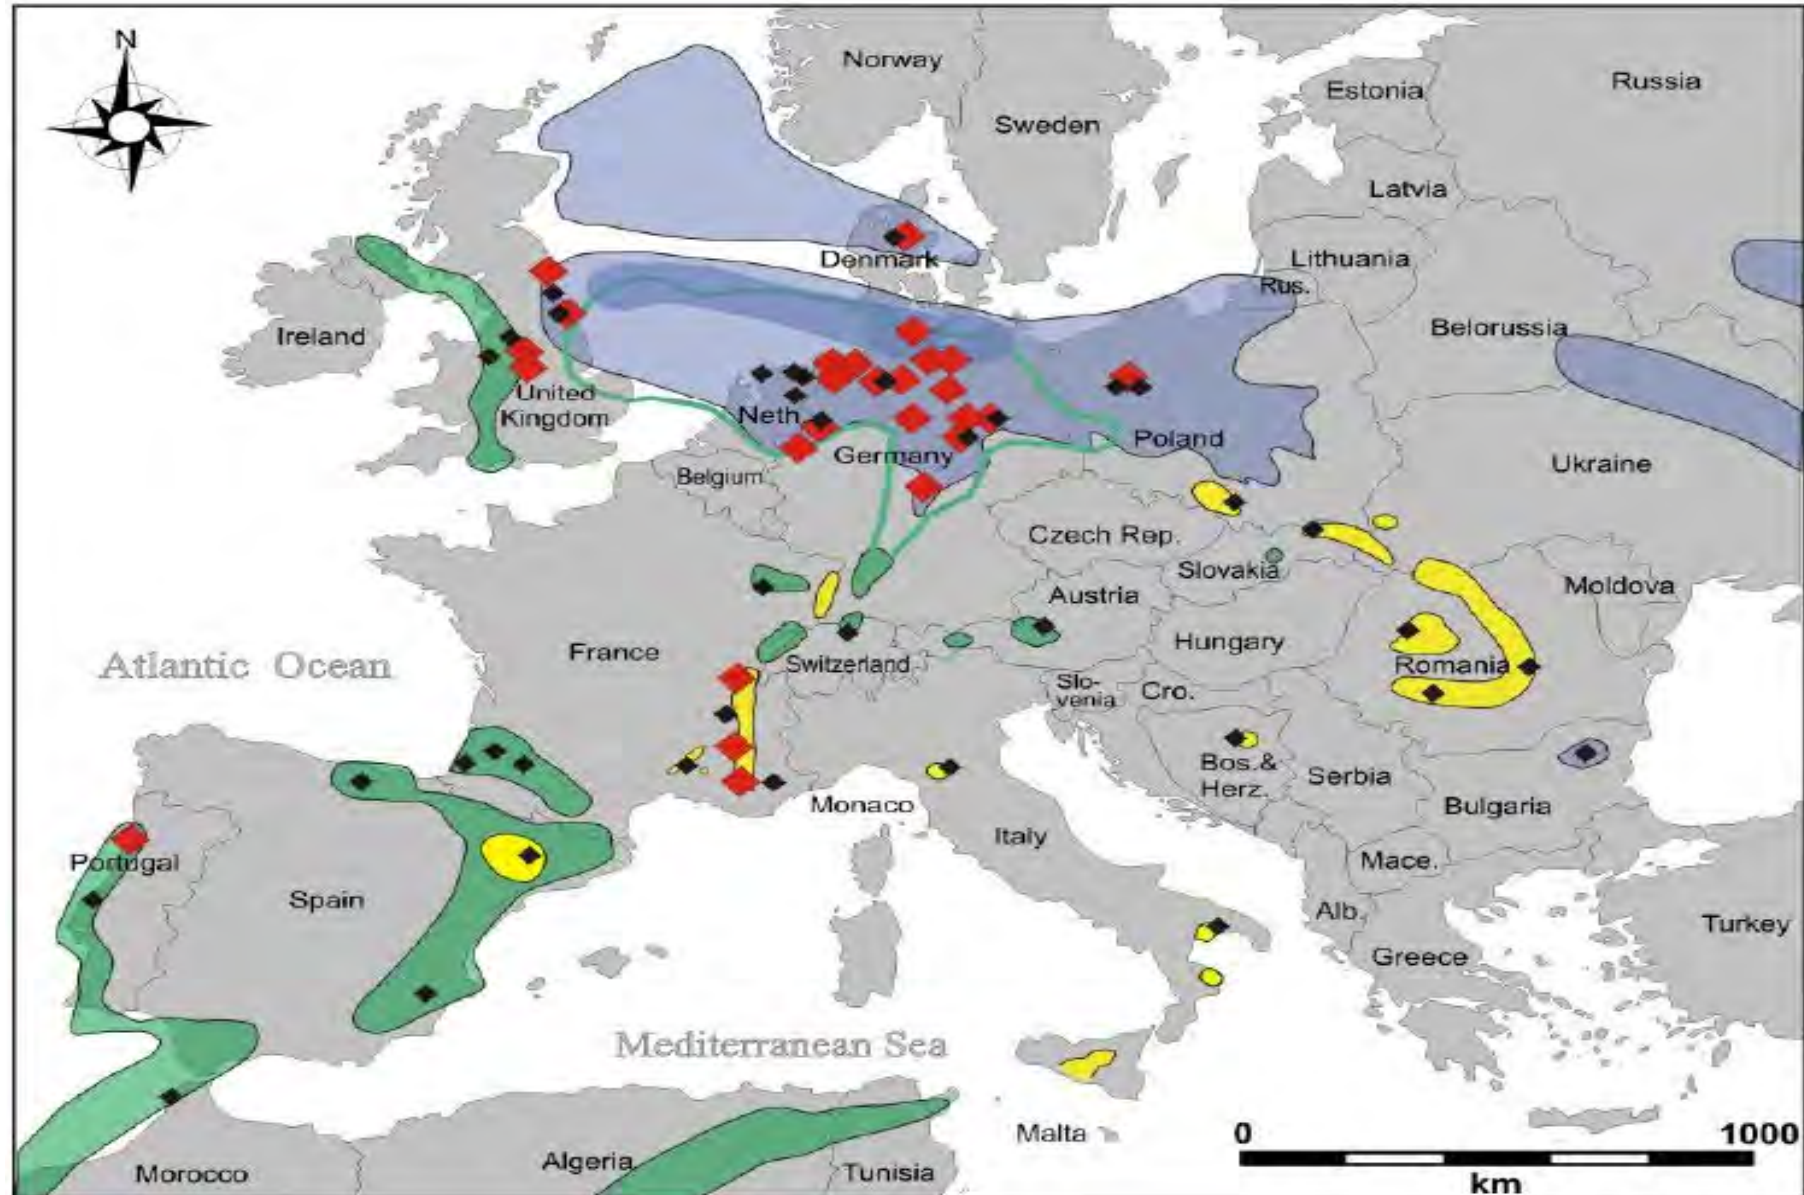 N
Norway
Sweden
Estonia
Russia
Latvia
Lithuania
Rus.
Denmark
Belorussia
Ireland
United
Kingdom
Neth.
Germany
Poland
Belgium
Ukraine
Czech Rep.
Slovakia
Austria
Moldova
Hungary
France
Switzerland
Romania
Atlantic Ocean
Slo-
venia
Cro.
Bos.&
Herz.
Serbia
Bulgaria
Monaco
Italy
Portugal
Spain
Mace.
Alb.
Greece
Turkey
Mediterranean Sea
Malta
Morocco
Algeria
Tunisia
0 1000
km